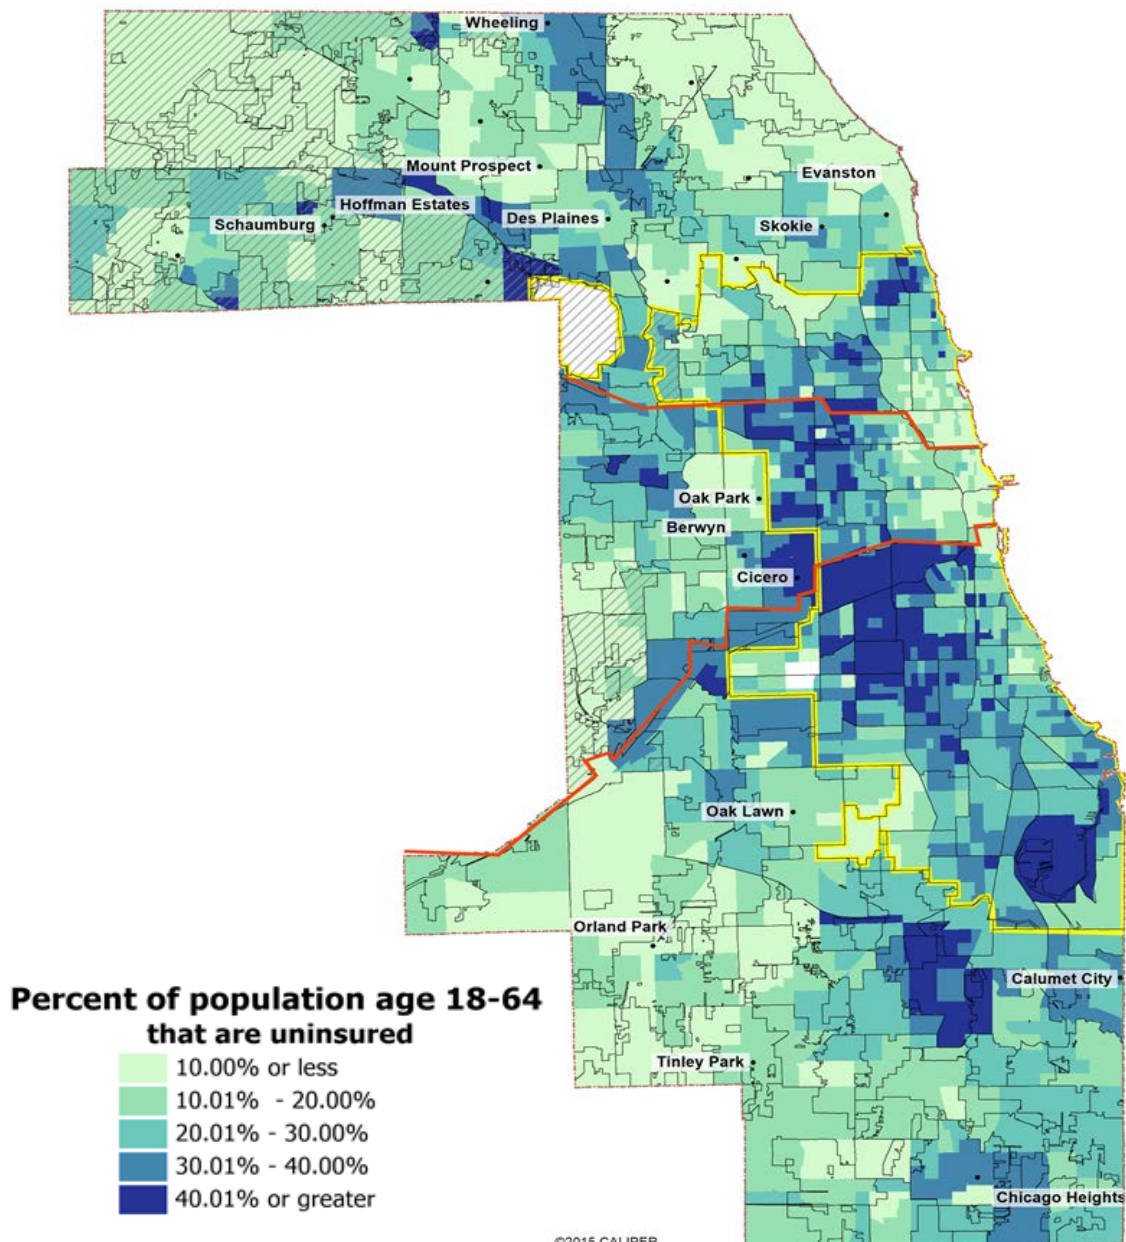 Wheeling
Mount Prospect
Evanston
Hoffman Estates
Schaumburg
Des Plaines
Skokie
Oak Park
Berwyn
Cicero
Oak Lawn
Orland Park
Calumet City
Percent of population age 18-64
that are uninsured
10.00% or less
10.01% - 20.00%
20.01% - 30.00%
30.01% - 40.00%
40.01% or greater
Tinley Park
Chicago Heights
©2015 CALIPER